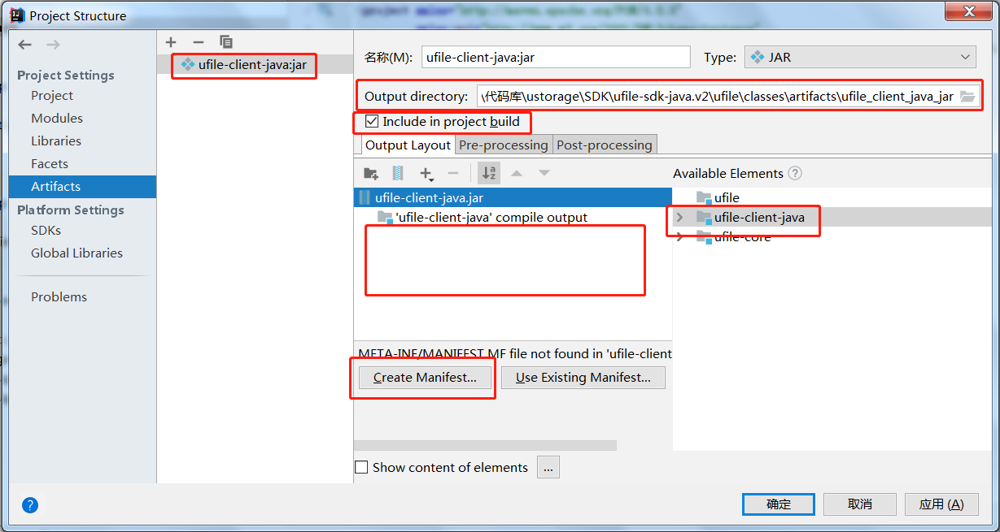 Project Structure
Project Settings
Project
Modules
Libraries
Facets
Artifacts
Platform Settings
SDKs
Global Libraries
Problems
ufile-client-java:jar
名称(M): ufile-client-java:jar Type: JAR
Output directory: \代码库\ustorage\SDK\ufile-sdk-java.v2\ufile\classes\artifacts\ufile_client_java_jar
Include in project build
Output Layout Pre-processing Post-processing
Available Elements ?
ufile-client-java.jar
'ufile-client-java' compile output
ufile
ufile-client-java
ufile-core
META-INF/MANIFEST.MF file not found in 'ufile-client
Create Manifest... Use Existing Manifest...
Show content of elements ...
? 确定 取消 应用 (A)